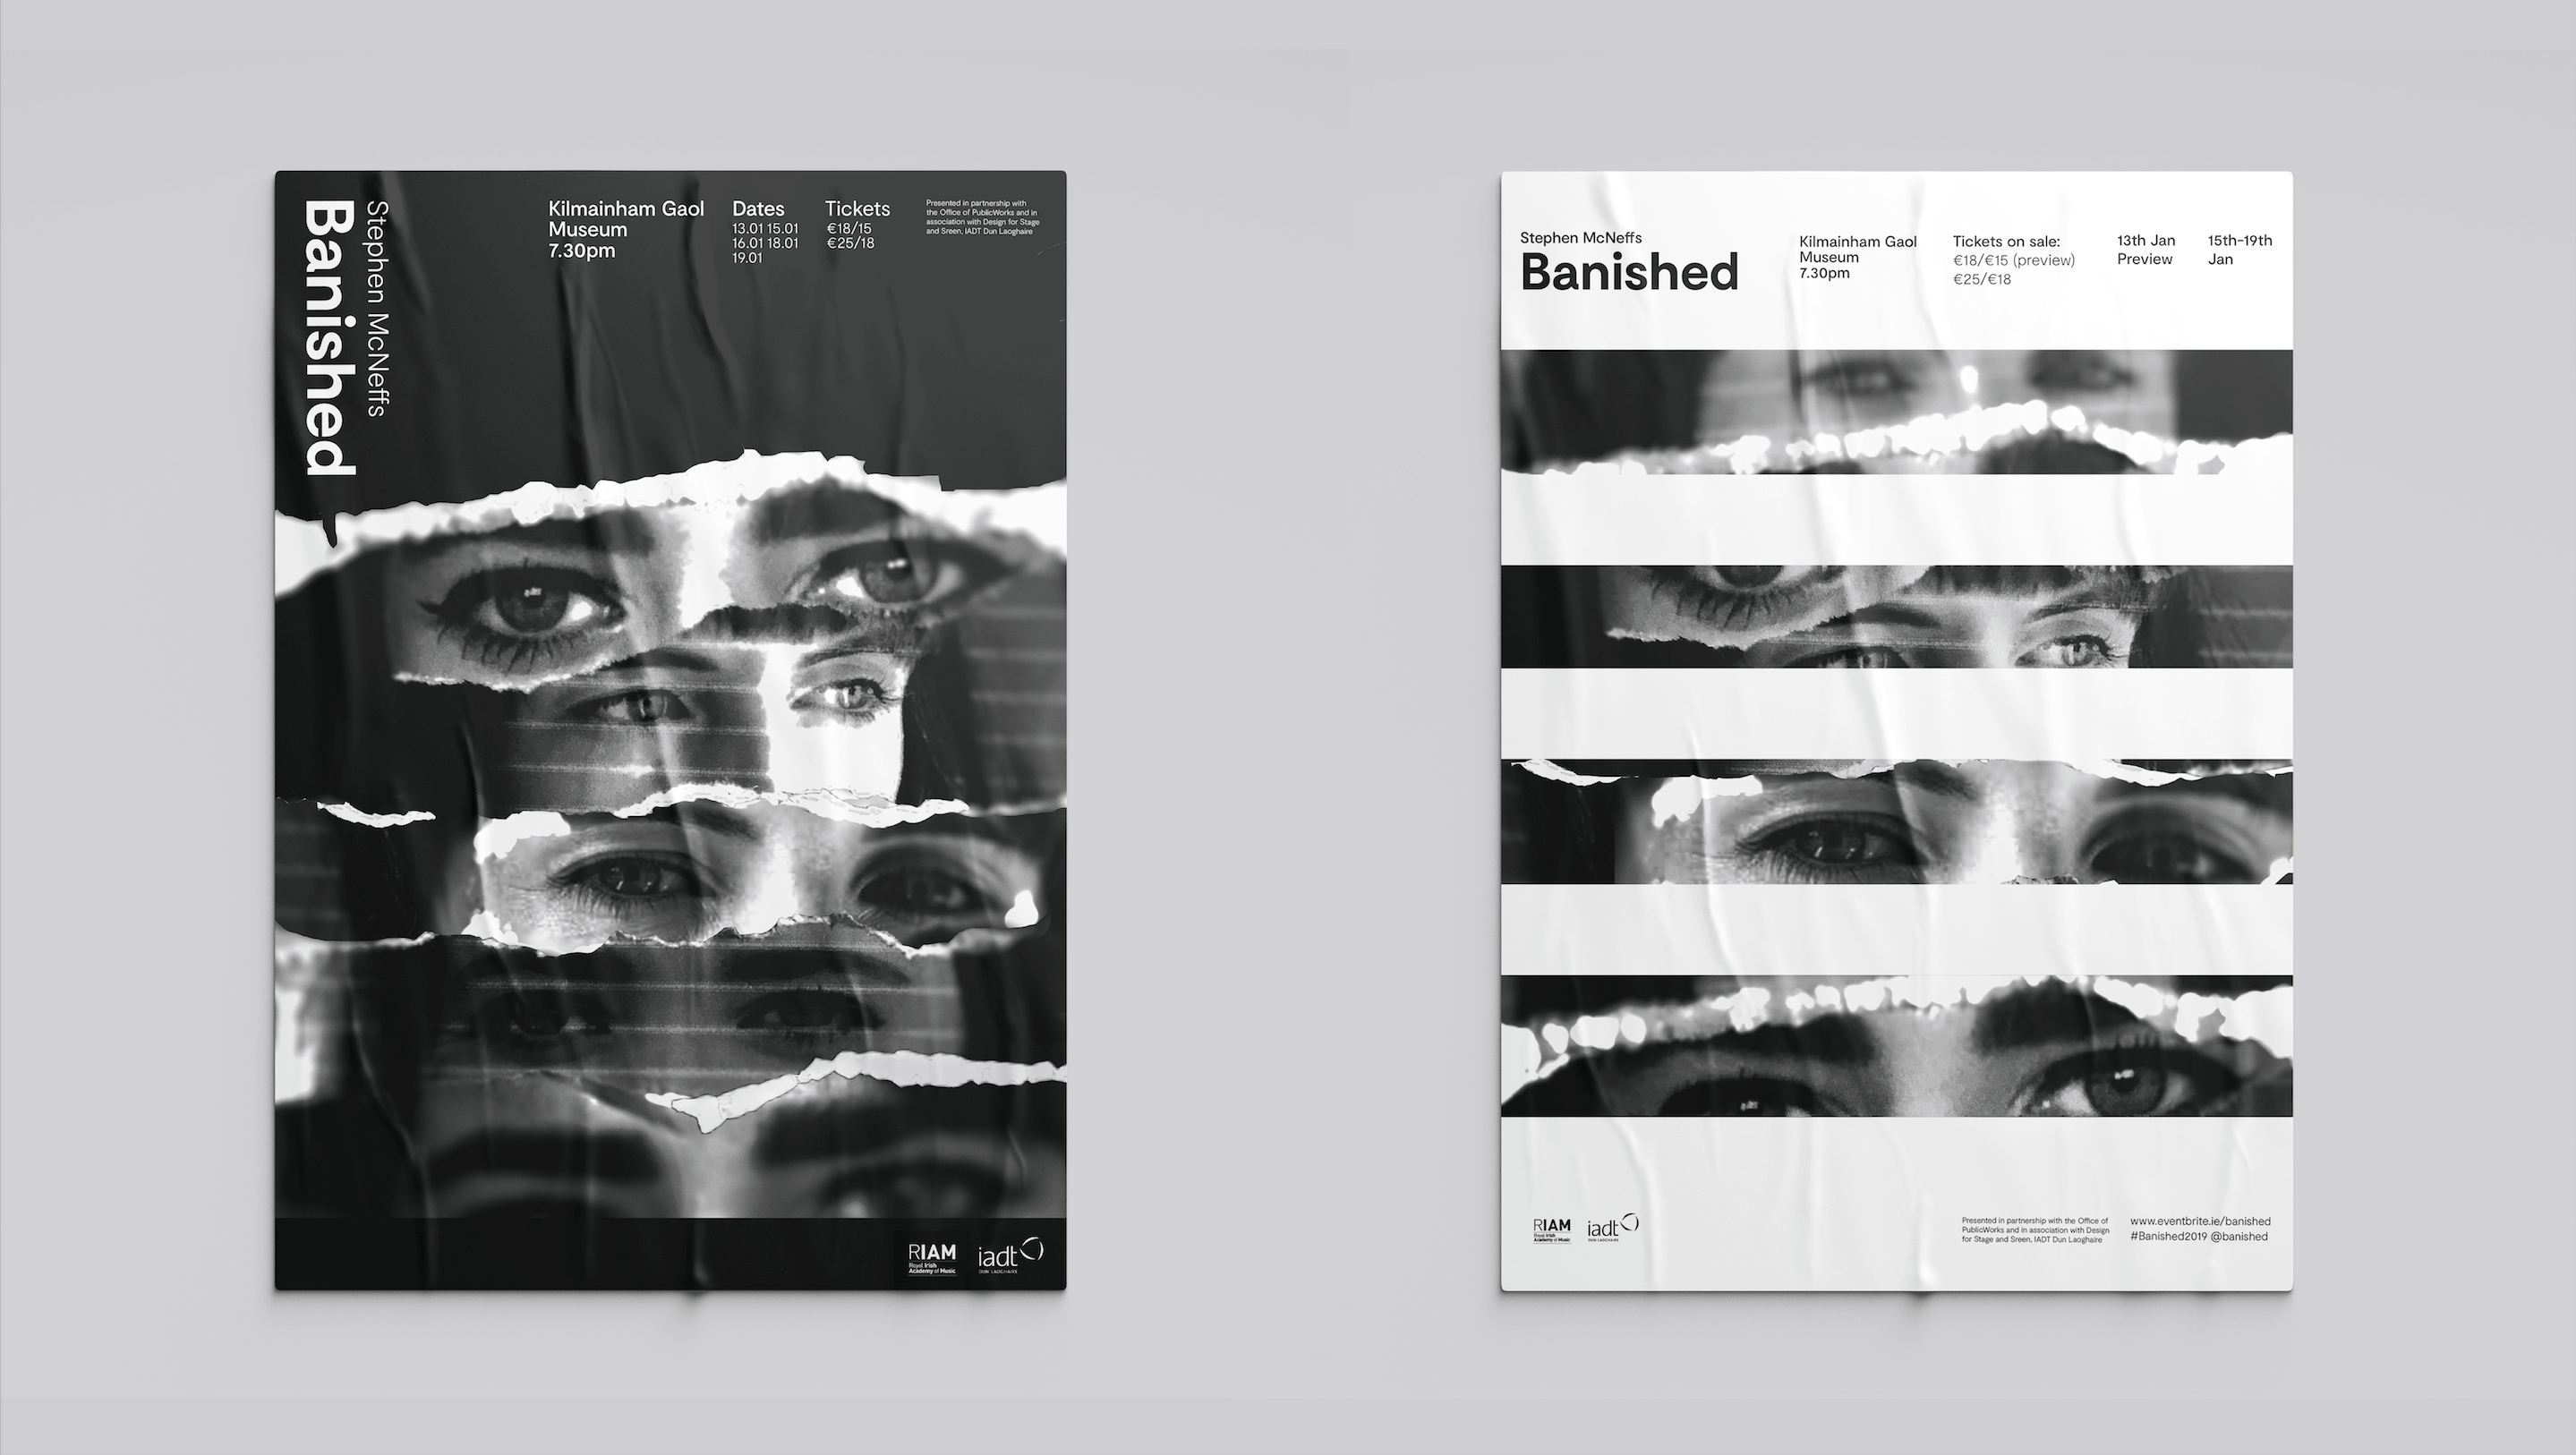 Stephen McNeffs
Banished
Kilmainham Gaol
Museum
7.30pm
Dates
13.01 15.01
16.01 18.01
19.01
Tickets
€18/15
€25/18
Presented in partnership with
the Office of PublicWorks and in
association with Design for Stage
and Sreen, IADT Dun Laoghaire
RIAM
Royal Irish
Academy of Music
iadt
DUN LAOGHAIRE
Stephen McNeffs
Banished
Kilmainham Gaol
Museum
7.30pm
Tickets on sale:
€18/€15 (preview)
€25/€18
13th Jan
Preview
15th-19th
Jan
RIAM
Royal Irish
Academy of Music
iadt
DUN LAOGHAIRE
Presented in partnership with the Office of
PublicWorks and in association with Design
for Stage and Sreen, IADT Dun Laoghaire
www.eventbrite.ie/banished
#Banished2019 @banished